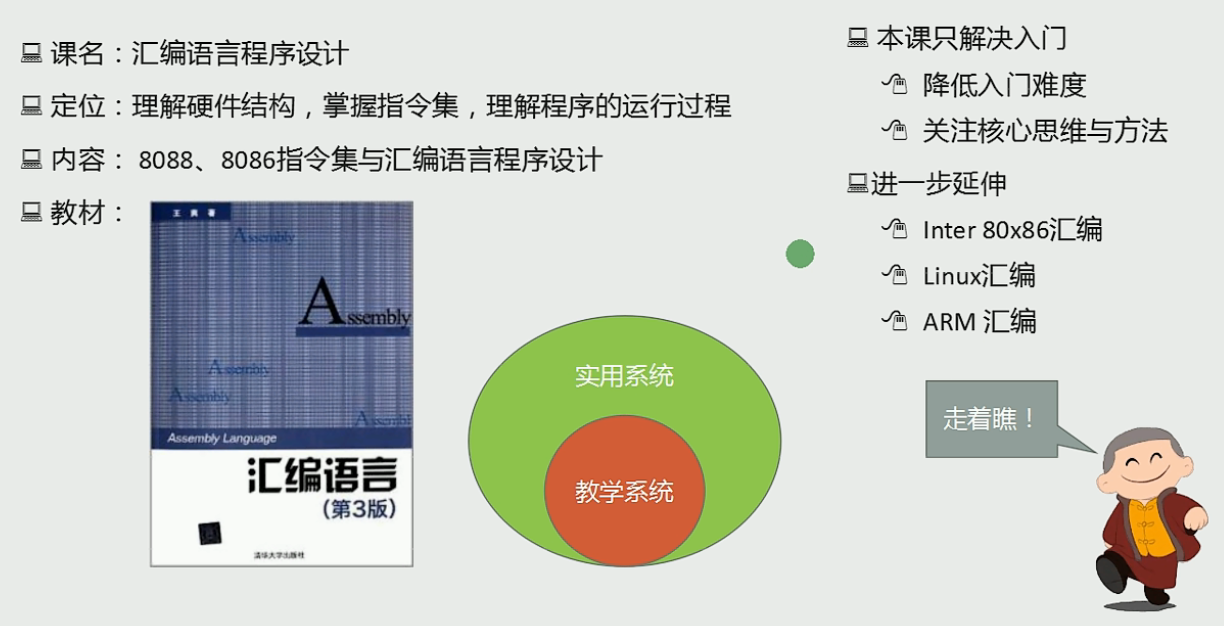 课名：汇编语言程序设计
定位：理解硬件结构，掌握指令集，理解程序的运行过程
内容： 8088、8086指令集与汇编语言程序设计
教材：
王 爽 著
Assembly
Assembly
Assembly
Assembly
Assembly
Assembly Language
汇编语言
（第3版）
清华大学出版社
实用系统
教学系统
本课只解决入门
降低入门难度
关注核心思维与方法
进一步延伸
Inter 80x86汇编
Linux汇编
ARM 汇编
走着瞧！